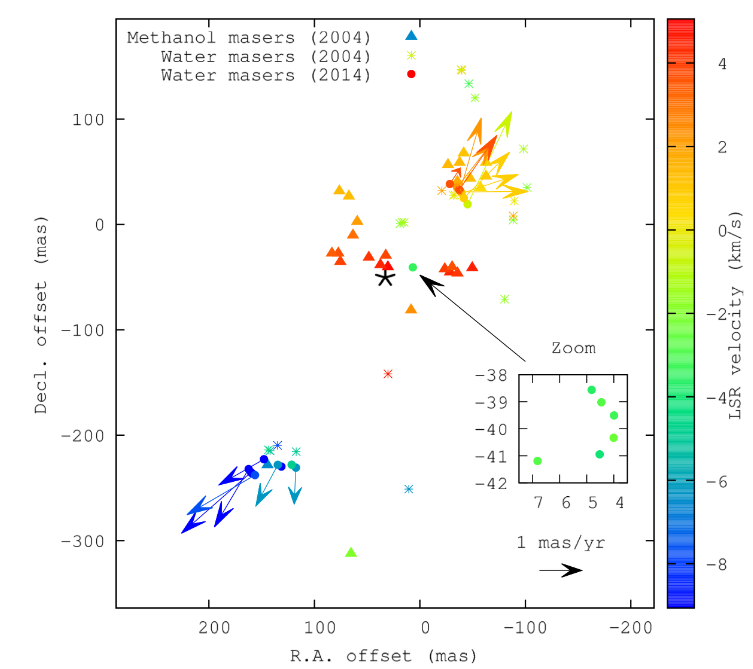 Methanol masers (2004)
Water masers (2004)
Water masers (2014)
100
0
−100
−200
−300
Decl. offset (mas)
200 100 0 −100 −200
R.A. offset (mas)
Zoom
−38
−39
−40
−41
−42
7 6 5 4
1 mas/yr
4
2
0
−2
−4
−6
−8
LSR velocity (km/s)